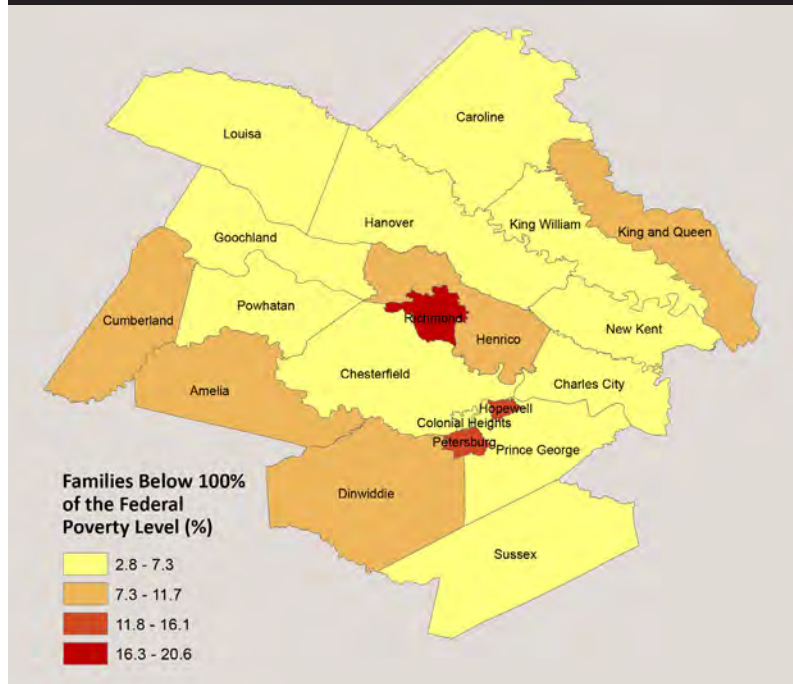 Caroline
Louisa
Hanover
King William
King and Queen
Goochland
Cumberland
Powhatan
Richmond
New Kent
Henrico
Chesterfield
Amelia
Charles City
Hopewell
Colonial Heights
Petersburg
Prince George
Dinwiddie
Sussex
Families Below 100%
of the Federal
Poverty Level (%)
2.8 - 7.3
7.3 - 11.7
11.8 - 16.1
16.3 - 20.6